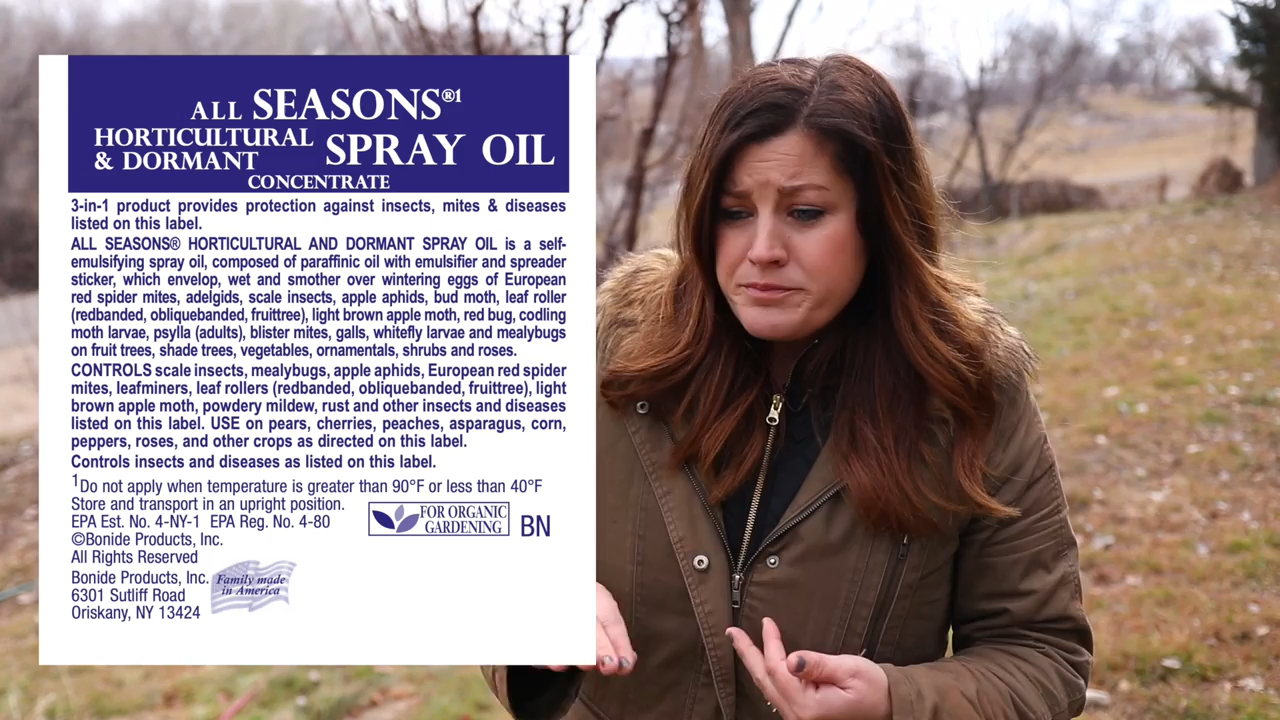 ALL SEASONS®1
HORTICULTURAL & DORMANT SPRAY OIL
CONCENTRATE
3-in-1 product provides protection against insects, mites & diseases
listed on this label.
ALL SEASONS® HORTICULTURAL AND DORMANT SPRAY OIL is a self-
emulsifying spray oil, composed of paraffinic oil with emulsifier and spreader
sticker, which envelop, wet and smother over wintering eggs of European
red spider mites, adelgids, scale insects, apple aphids, bud moth, leaf roller
(redbanded, obliquebanded, fruittree), light brown apple moth, red bug, codling
moth larvae, psylla (adults), blister mites, galls, whitefly larvae and mealybugs
on fruit trees, shade trees, vegetables, ornamentals, shrubs and roses.
CONTROLS scale insects, mealybugs, apple aphids, European red spider
mites, leafminers, leaf rollers (redbanded, obliquebanded, fruittree), light
brown apple moth, powdery mildew, rust and other insects and diseases
listed on this label. USE on pears, cherries, peaches, asparagus, corn,
peppers, roses, and other crops as directed on this label.
Controls insects and diseases as listed on this label.
1Do not apply when temperature is greater than 90°F or less than 40°F
Store and transport in an upright position.
EPA Est. No. 4-NY-1 EPA Reg. No. 4-80
©Bonide Products, Inc.
All Rights Reserved
FOR ORGANIC
GARDENING
BN
Bonide Products, Inc.
6301 Sutliff Road
Oriskany, NY 13424
Family made
in America